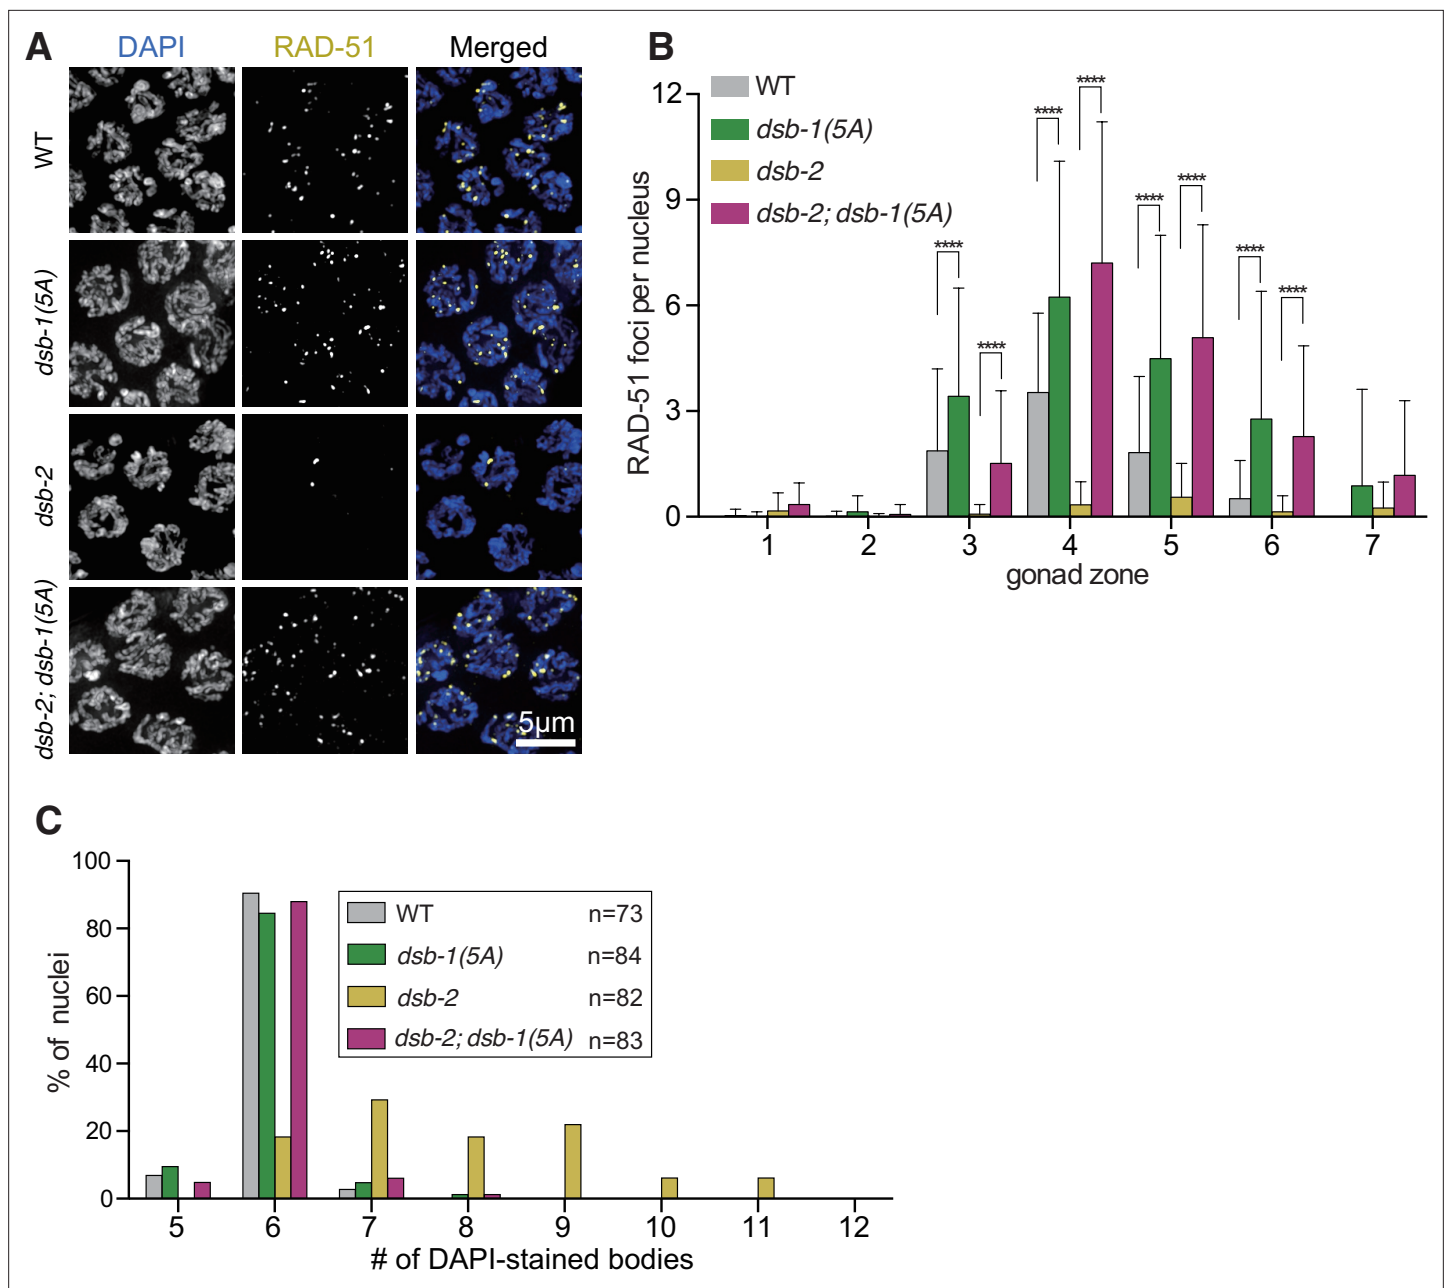 A
DAPI
RAD-51
Merged
WT
dsb-1(5A)
dsb-2
dsb-2; dsb-1(5A)
5µm
B
WT
dsb-1(5A)
dsb-2
dsb-2; dsb-1(5A)
RAD-51 foci per nucleus
12
9
6
3
0
****
****
****
****
****
****
****
****
1 2 3 4 5 6 7
gonad zone
C
% of nuclei
100
80
60
40
20
0
WT n=73
dsb-1(5A) n=84
dsb-2 n=82
dsb-2; dsb-1(5A) n=83
5 6 7 8 9 10 11 12
# of DAPI-stained bodies